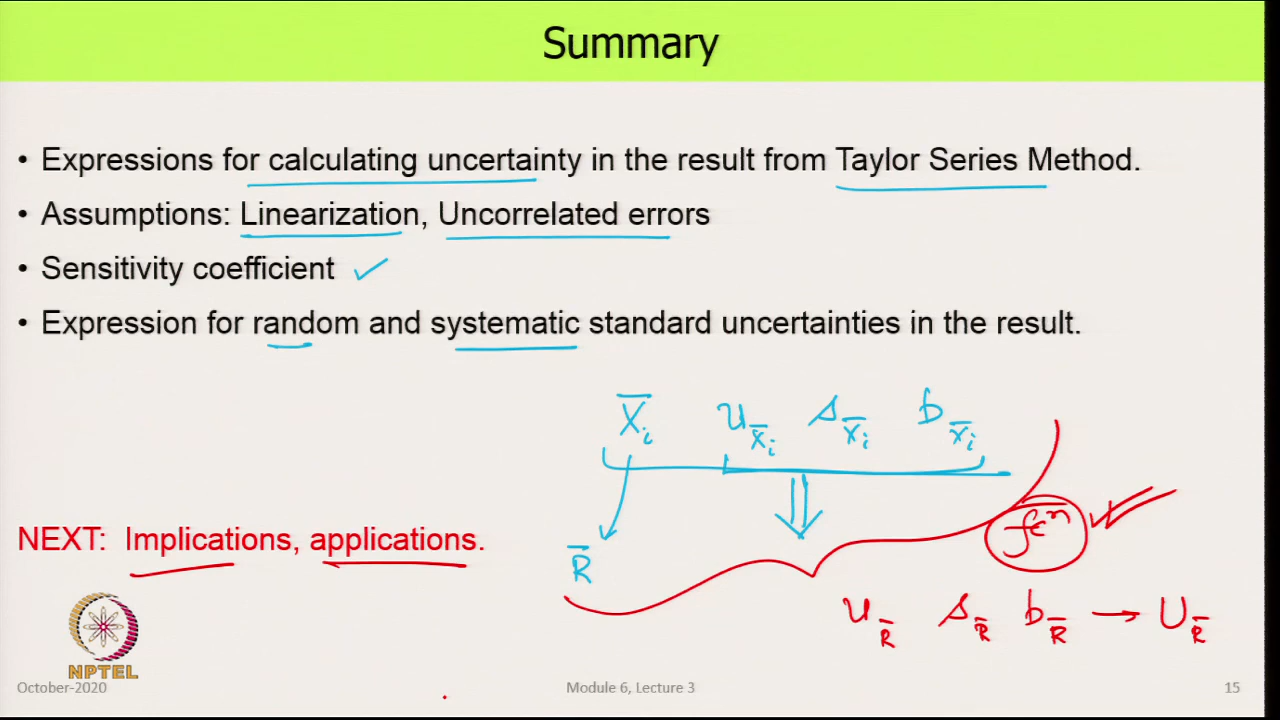 Summary
• Expressions for calculating uncertainty in the result from Taylor Series Method.
• Assumptions: Linearization, Uncorrelated errors
• Sensitivity coefficient
• Expression for random and systematic standard uncertainties in the result.
X̄ᵢ u_X̄ᵢ s_X̄ᵢ b_X̄ᵢ
fcⁿ
NEXT: Implications, applications.
R̄
u_R̄ s_R̄ b_R̄ → U_R̄
NPTEL
October-2020 Module 6, Lecture 3 15